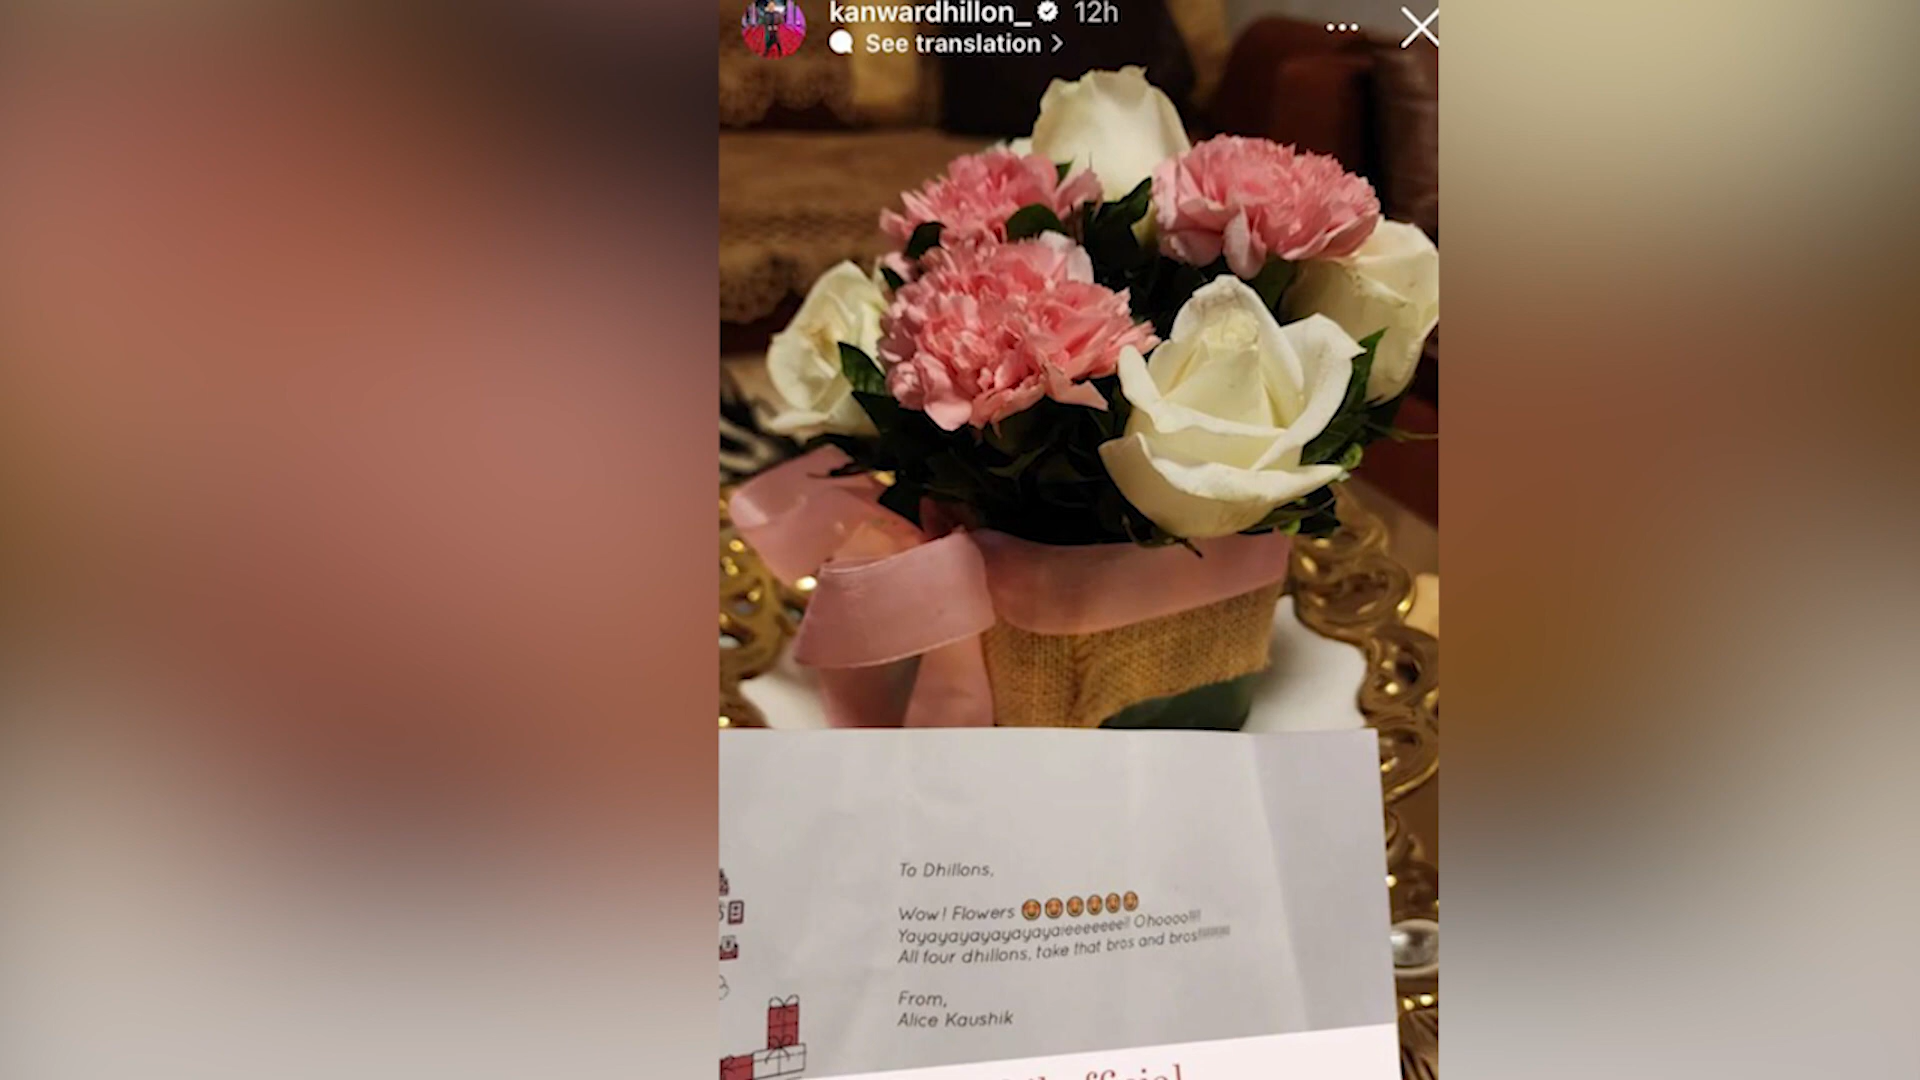 kanwardhillon_ 12h
See translation
To Dhillons,
Wow! Flowers 😍😍😍😍😍😍
Yayayayayayayayaieeeeeee!! Ohoooo!!!!
All four dhillons, take that bros and bros!!!!!!!!!!
From,
Alice Kaushik